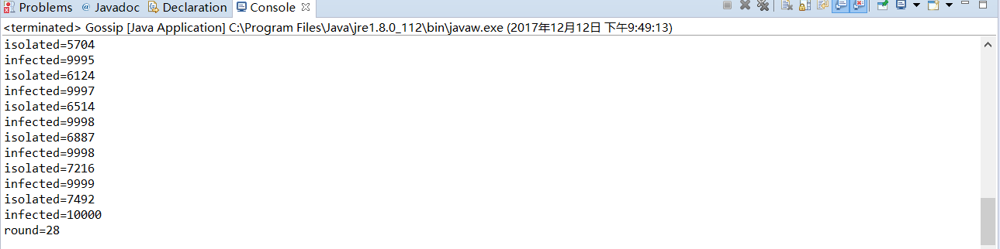 Problems @ Javadoc Declaration Console
<terminated> Gossip [Java Application] C:\Program Files\Java\jre1.8.0_112\bin\javaw.exe (2017年12月12日 下午9:49:13)
isolated=5704
infected=9995
isolated=6124
infected=9997
isolated=6514
infected=9998
isolated=6887
infected=9998
isolated=7216
infected=9999
isolated=7492
infected=10000
round=28